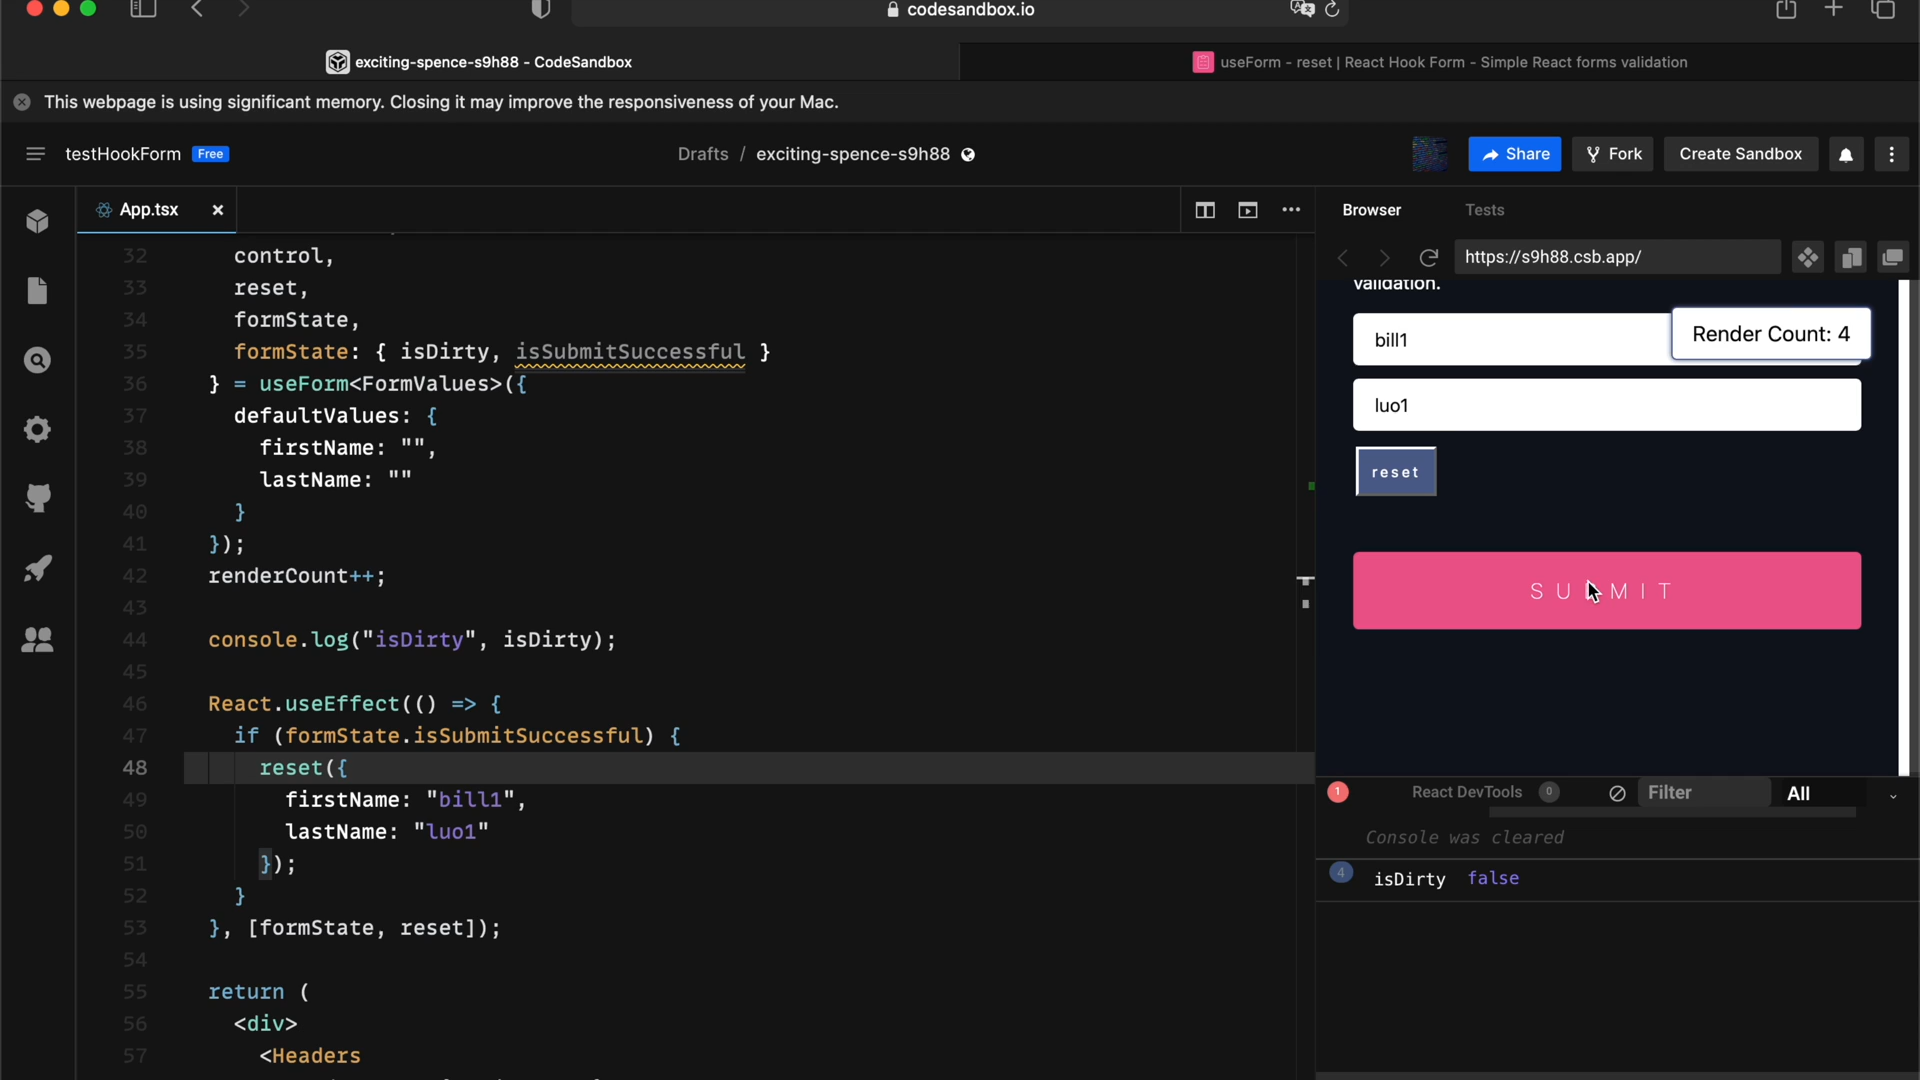 codesandbox.io
exciting-spence-s9h88 - CodeSandbox
useForm - reset | React Hook Form - Simple React forms validation
This webpage is using significant memory. Closing it may improve the responsiveness of your Mac.
testHookForm Free
Drafts / exciting-spence-s9h88
Share
Fork
Create Sandbox
App.tsx
32 control,
33 reset,
34 formState,
35 formState: { isDirty, isSubmitSuccessful }
36 } = useForm<FormValues>({
37 defaultValues: {
38 firstName: "",
39 lastName: ""
40 }
41 });
42 renderCount++;
43
44 console.log("isDirty", isDirty);
45
46 React.useEffect(() => {
47 if (formState.isSubmitSuccessful) {
48 reset({
49 firstName: "bill1",
50 lastName: "luo1"
51 });
52 }
53 }, [formState, reset]);
54
55 return (
56 <div>
57 <Headers
Browser
Tests
https://s9h88.csb.app/
validation.
bill1
Render Count: 4
luo1
reset
SUBMIT
1
React DevTools 0
Filter
All
Console was cleared
4 isDirty false